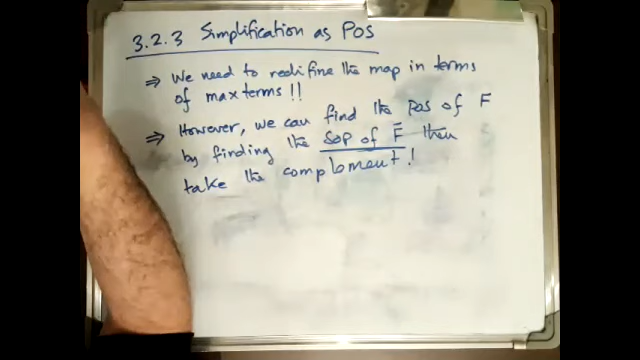 3.2.3 Simplification as POS
⇒ We need to redifine the map in terms
of maxterms !!
⇒ However, we can find the POS of F
by finding the SOP of F̅ then
take the complement !